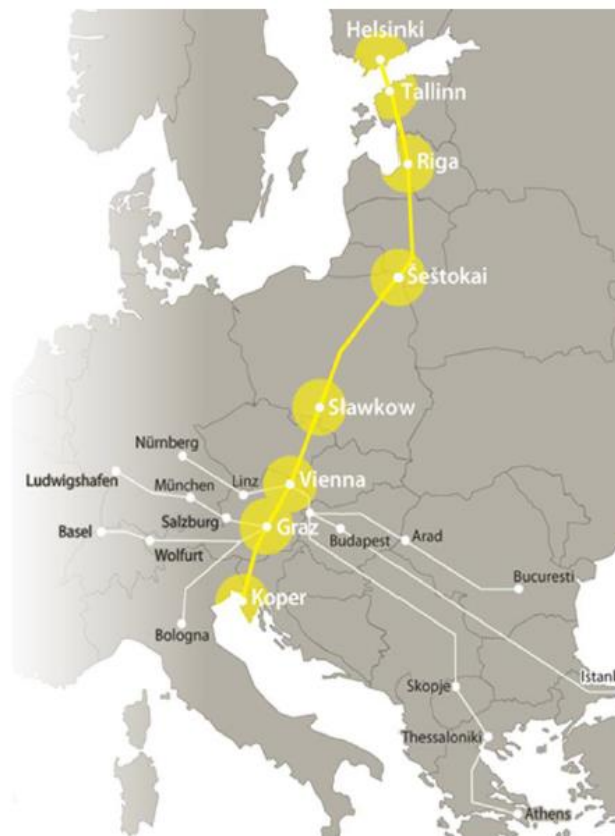 Helsinki
Tallinn
Riga
Šeštokai
Slawkow
Nürnberg
Vienna
Ludwigshafen
München
Linz
Salzburg
Graz
Basel
Wolfurt
Budapest
Arad
Bucuresti
Koper
Bologna
Skopje
Istanl
Thessaloniki
Athens